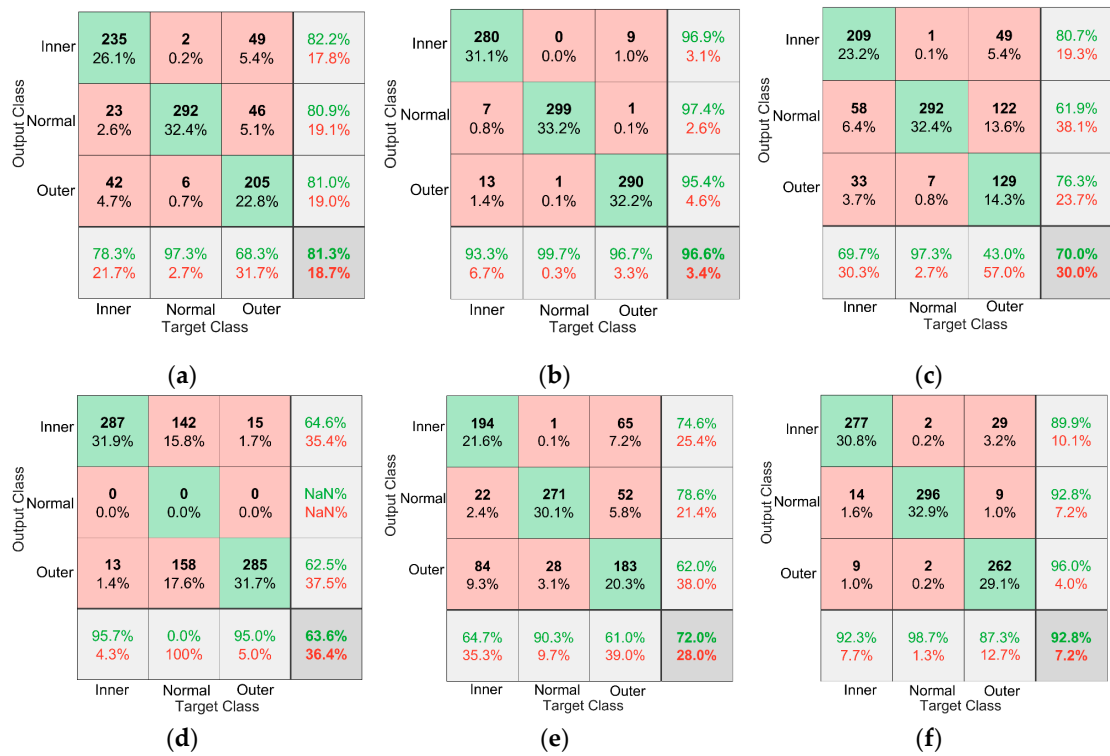 Output Class
Inner 235 2 49 82.2%
26.1% 0.2% 5.4% 17.8%
Normal 23 292 46 80.9%
2.6% 32.4% 5.1% 19.1%
Outer 42 6 205 81.0%
4.7% 0.7% 22.8% 19.0%
78.3% 97.3% 68.3% 81.3%
21.7% 2.7% 31.7% 18.7%
Inner Normal Outer
Target Class
(a)
Output Class
Inner 280 0 9 96.9%
31.1% 0.0% 1.0% 3.1%
Normal 7 299 1 97.4%
0.8% 33.2% 0.1% 2.6%
Outer 13 1 290 95.4%
1.4% 0.1% 32.2% 4.6%
93.3% 99.7% 96.7% 96.6%
6.7% 0.3% 3.3% 3.4%
Inner Normal Outer
Target Class
(b)
Output Class
Inner 209 1 49 80.7%
23.2% 0.1% 5.4% 19.3%
Normal 58 292 122 61.9%
6.4% 32.4% 13.6% 38.1%
Outer 33 7 129 76.3%
3.7% 0.8% 14.3% 23.7%
69.7% 97.3% 43.0% 70.0%
30.3% 2.7% 57.0% 30.0%
Inner Normal Outer
Target Class
(c)
Output Class
Inner 287 142 15 64.6%
31.9% 15.8% 1.7% 35.4%
Normal 0 0 0 NaN%
0.0% 0.0% 0.0% NaN%
Outer 13 158 285 62.5%
1.4% 17.6% 31.7% 37.5%
95.7% 0.0% 95.0% 63.6%
4.3% 100% 5.0% 36.4%
Inner Normal Outer
Target Class
(d)
Output Class
Inner 194 1 65 74.6%
21.6% 0.1% 7.2% 25.4%
Normal 22 271 52 78.6%
2.4% 30.1% 5.8% 21.4%
Outer 84 28 183 62.0%
9.3% 3.1% 20.3% 38.0%
64.7% 90.3% 61.0% 72.0%
35.3% 9.7% 39.0% 28.0%
Inner Normal Outer
Target Class
(e)
Output Class
Inner 277 2 29 89.9%
30.8% 0.2% 3.2% 10.1%
Normal 14 296 9 92.8%
1.6% 32.9% 1.0% 7.2%
Outer 9 2 262 96.0%
1.0% 0.2% 29.1% 4.0%
92.3% 98.7% 87.3% 92.8%
7.7% 1.3% 12.7% 7.2%
Inner Normal Outer
Target Class
(f)